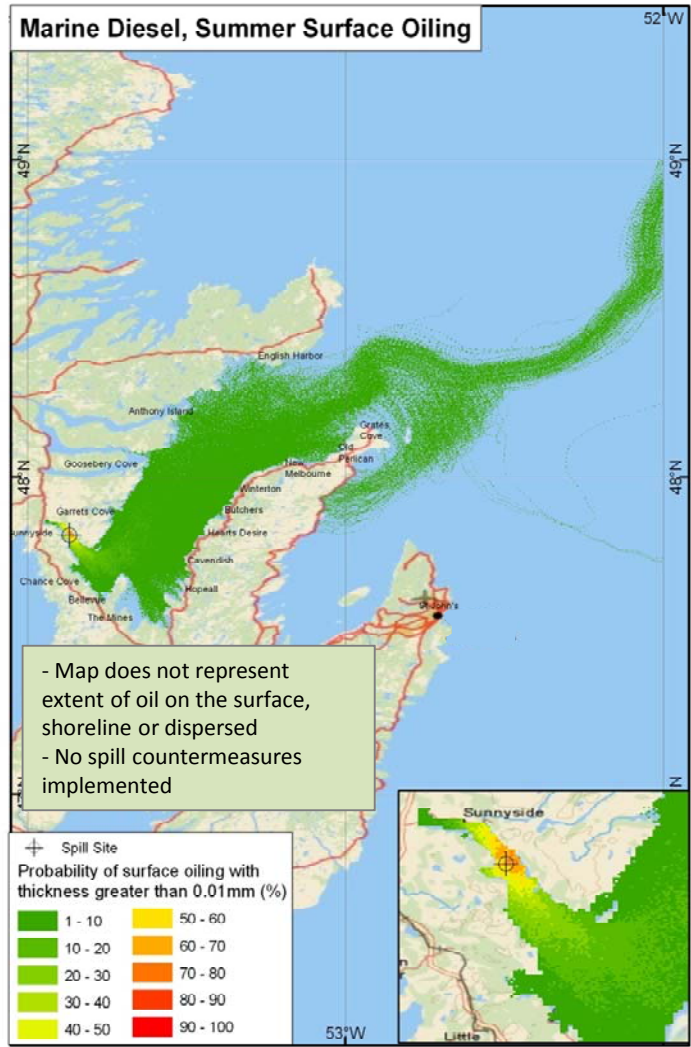 Marine Diesel, Summer Surface Oiling
52°W
49°N
49°N
English Harbor
Anthony Island
Grates
Cove
Old
Perlican
Goosebery Cove
New
Melbourne
48°N
48°N
Winterton
Garrets Cove
Butchers
unnyside
Hearts Desire
Cavendish
Chance Cove
Hopeall
Bellevue
St John's
The Mines
- Map does not represent
extent of oil on the surface,
shoreline or dispersed
- No spill countermeasures
implemented
N
Spill Site
Probability of surface oiling with
thickness greater than 0.01mm (%)
1 - 10
10 - 20
20 - 30
30 - 40
40 - 50
50 - 60
60 - 70
70 - 80
80 - 90
90 - 100
53°W
Sunnyside
Little